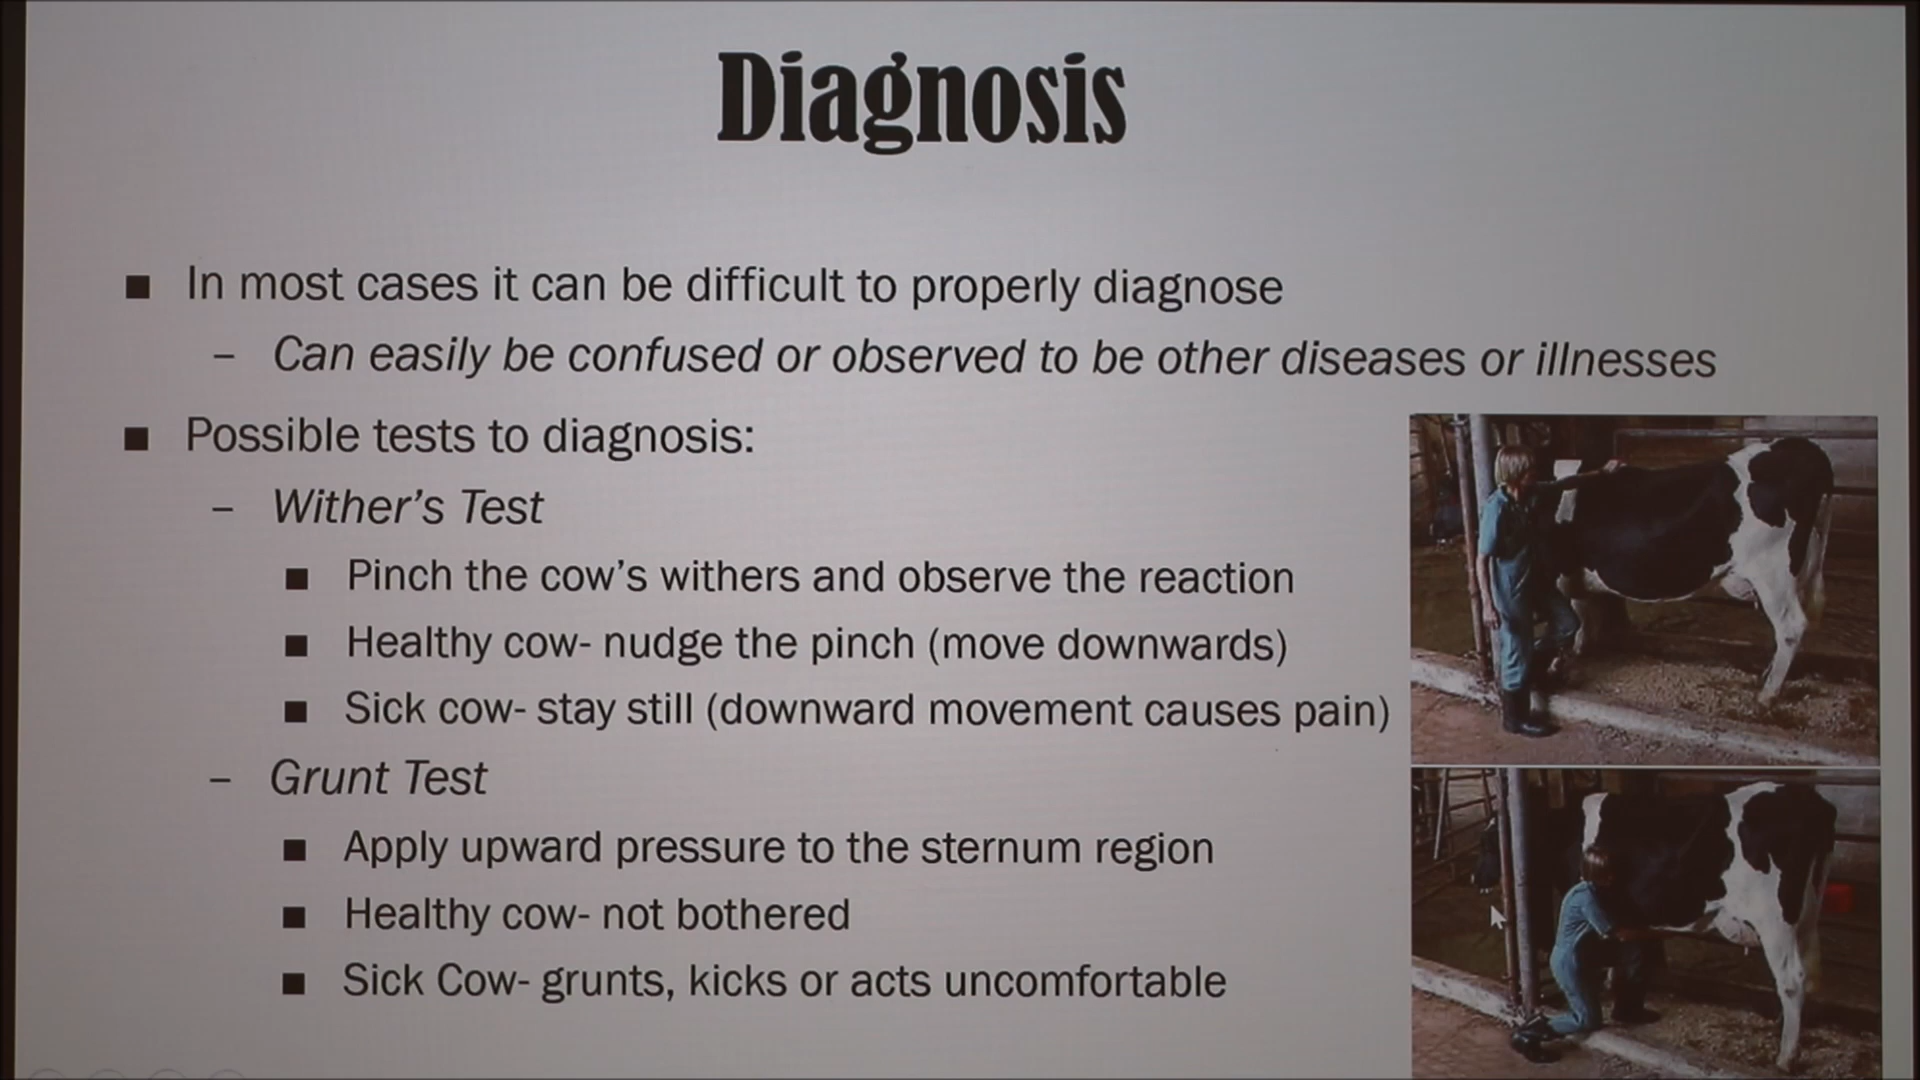 Diagnosis
■ In most cases it can be difficult to properly diagnose
– Can easily be confused or observed to be other diseases or illnesses
■ Possible tests to diagnosis:
– Wither's Test
■ Pinch the cow's withers and observe the reaction
■ Healthy cow- nudge the pinch (move downwards)
■ Sick cow- stay still (downward movement causes pain)
– Grunt Test
■ Apply upward pressure to the sternum region
■ Healthy cow- not bothered
■ Sick Cow- grunts, kicks or acts uncomfortable